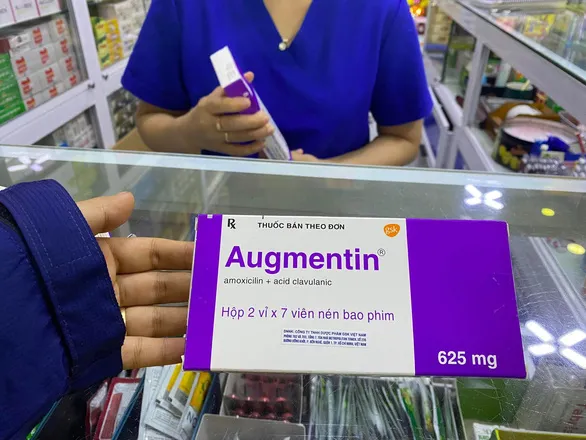 Rx THUỐC BÁN THEO ĐƠN
gsk
Augmentin®
amoxicilin + acid clavulanic
Hộp 2 vỉ x 7 viên nén bao phim
625 mg